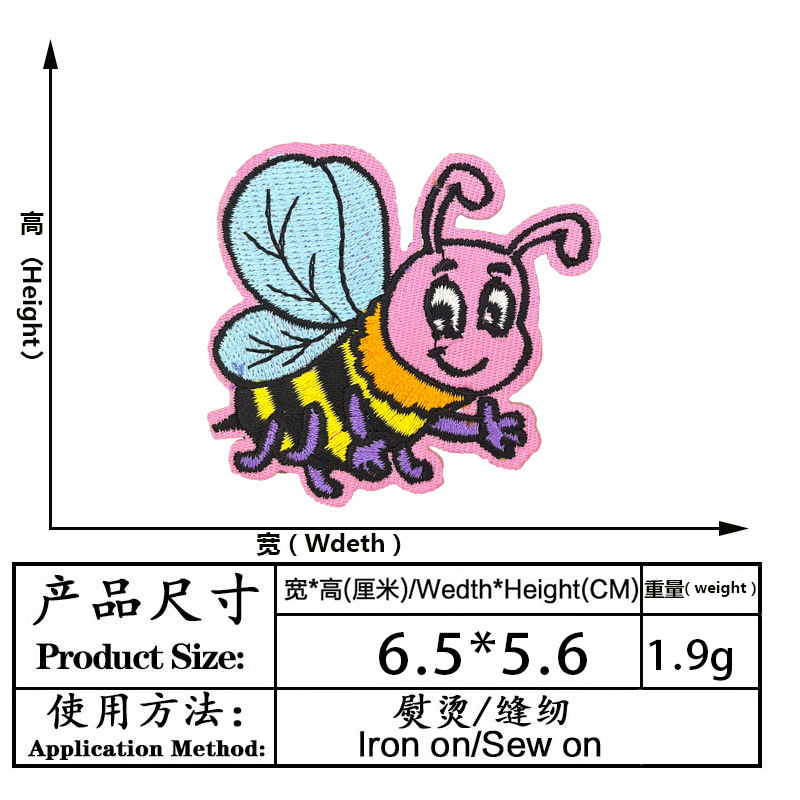 高（Height）
宽（Wdeth）
产品尺寸
Product Size:
宽*高(厘米)/Wedth*Height(CM)
重量( weight )
6.5*5.6
1.9g
使用方法：
Application Method:
熨烫/缝纫
Iron on/Sew on